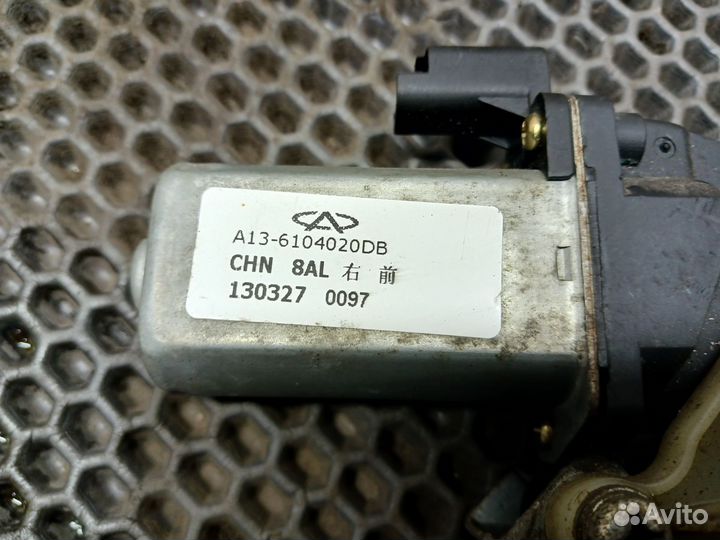 A13-6104020DB
CHN 8AL 右前
130327 0097
Avito